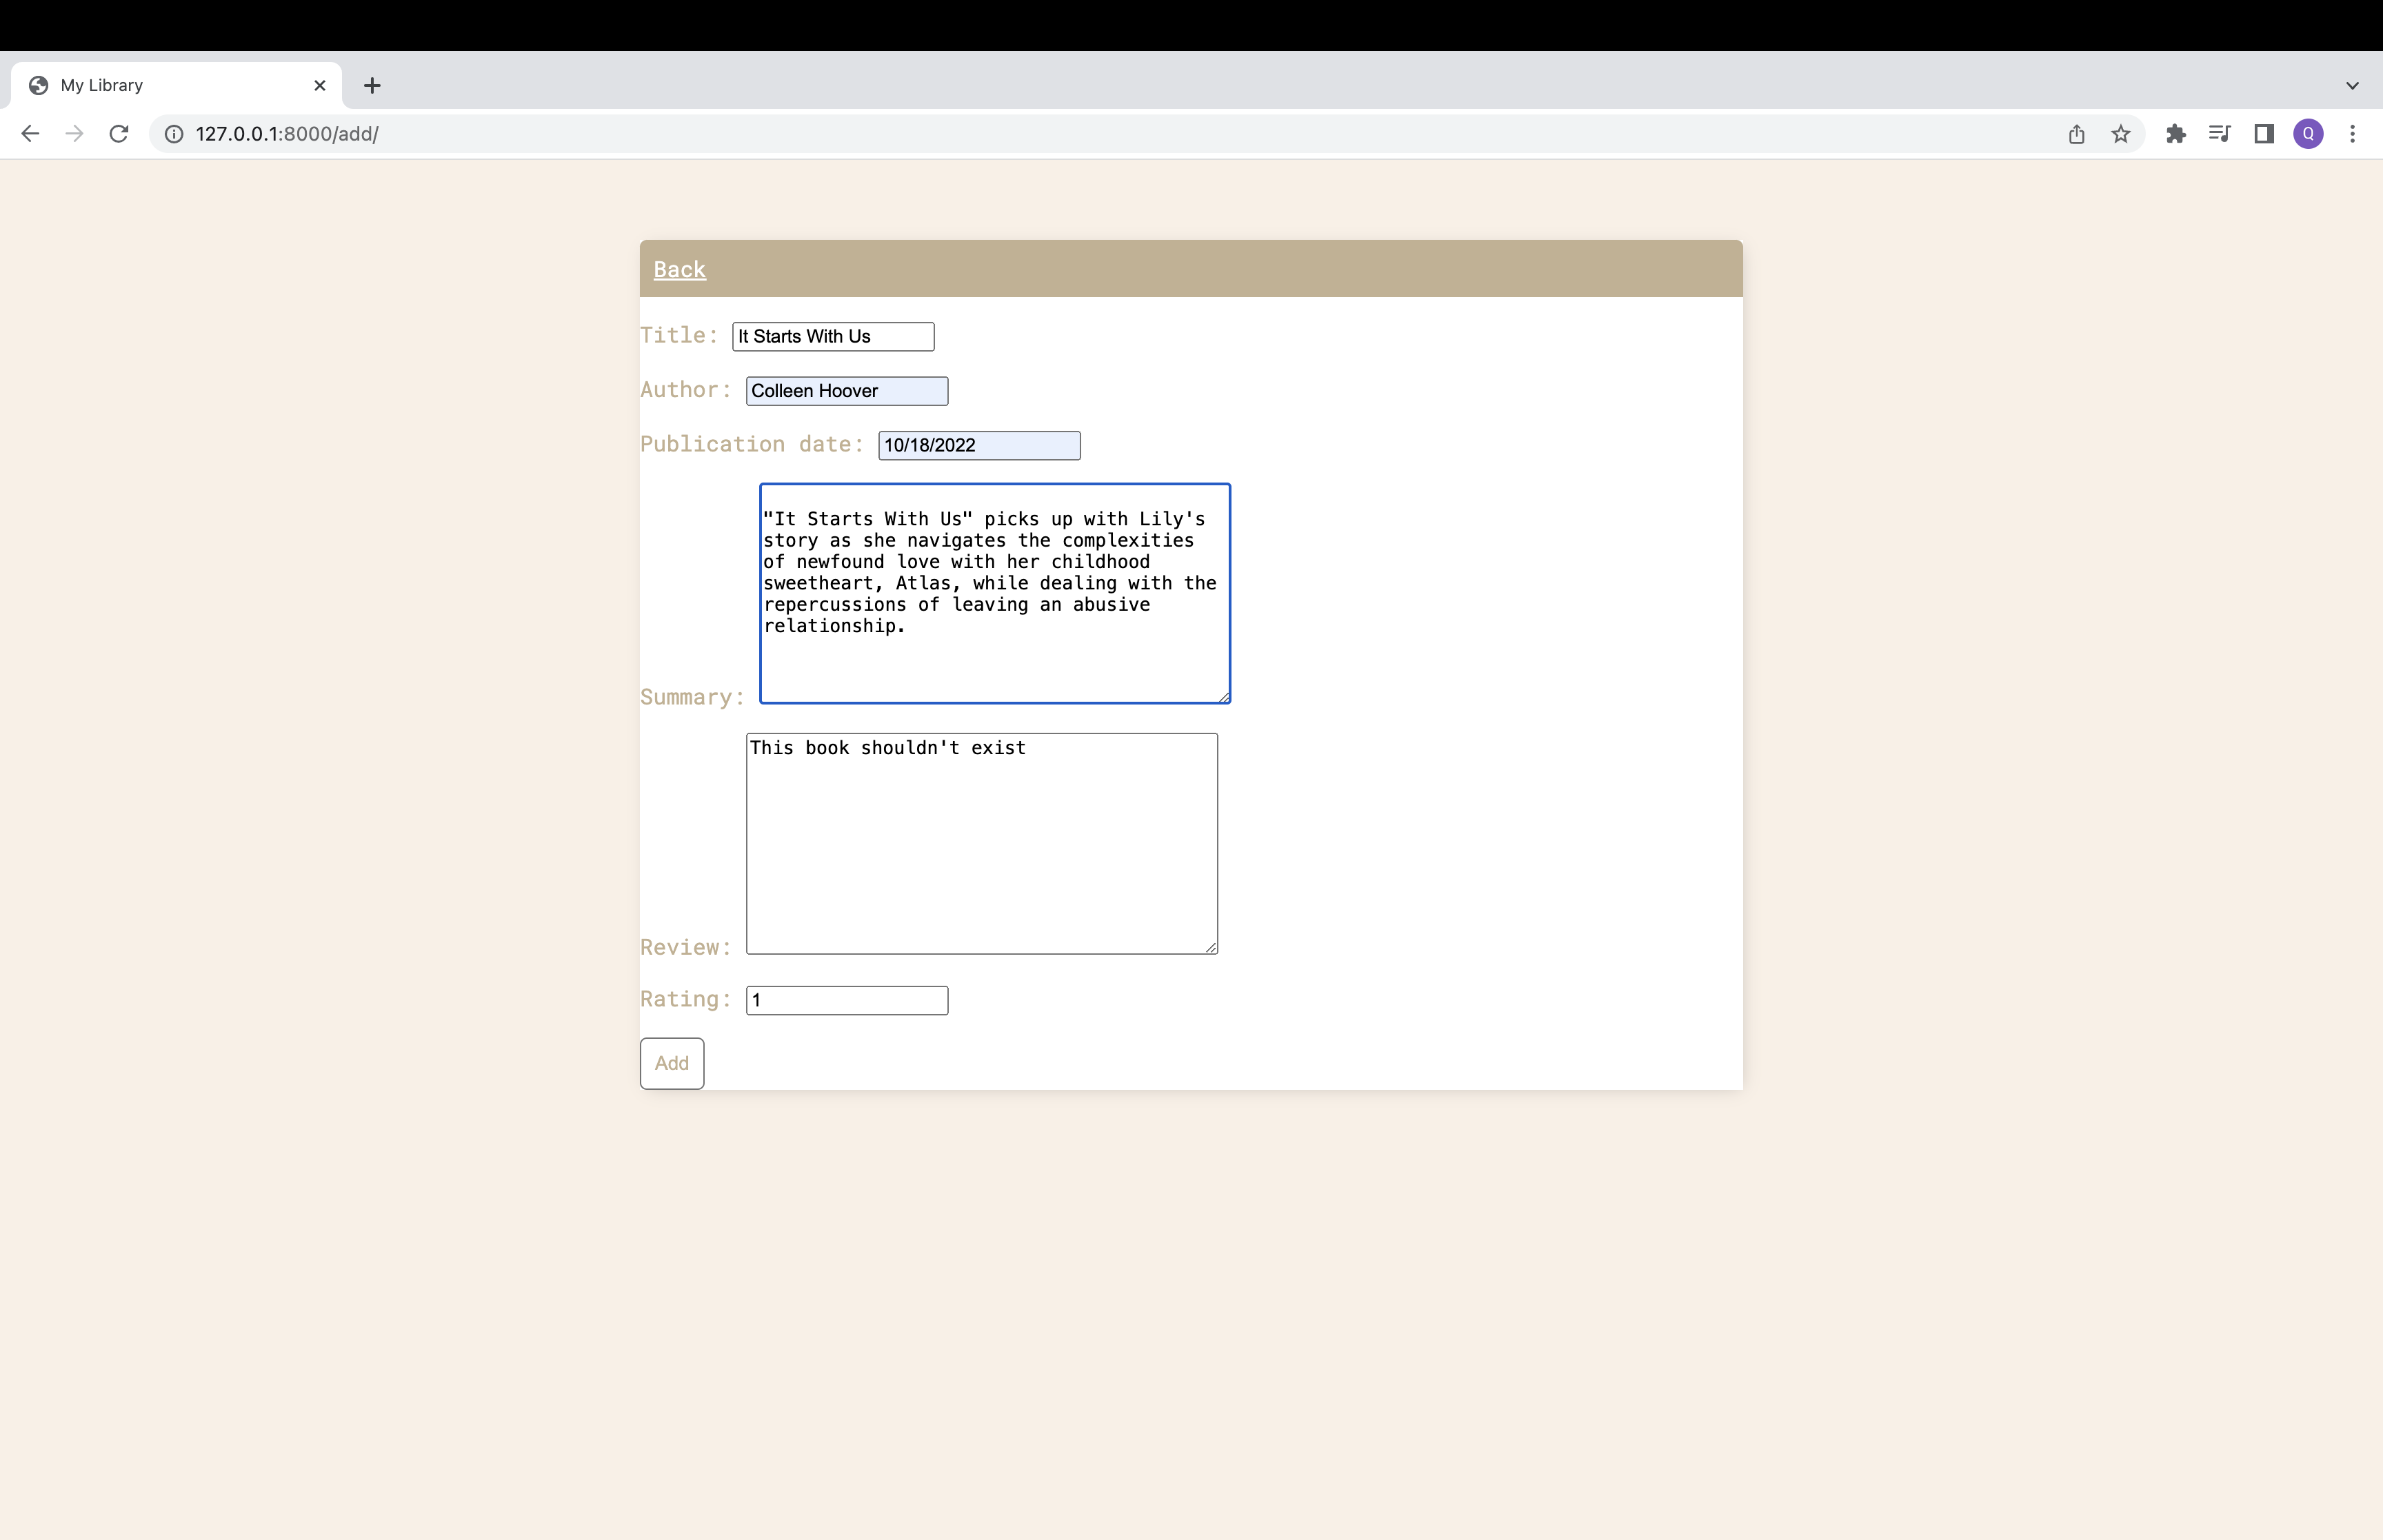 My Library
127.0.0.1:8000/add/
Q
Back
Title: It Starts With Us
Author: Colleen Hoover
Publication date: 10/18/2022
"It Starts With Us" picks up with Lily's
story as she navigates the complexities
of newfound love with her childhood
sweetheart, Atlas, while dealing with the
repercussions of leaving an abusive
relationship.
Summary:
This book shouldn't exist
Review:
Rating: 1
Add